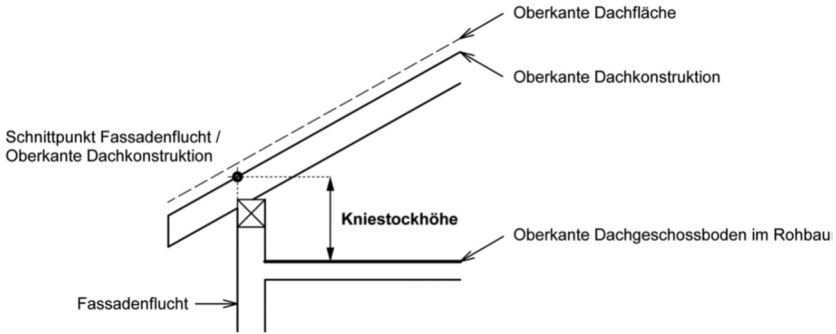 Oberkante Dachfläche
Oberkante Dachkonstruktion
Schnittpunkt Fassadenflucht /
Oberkante Dachkonstruktion
Kniestockhöhe
Oberkante Dachgeschossboden im Rohbau
Fassadenflucht